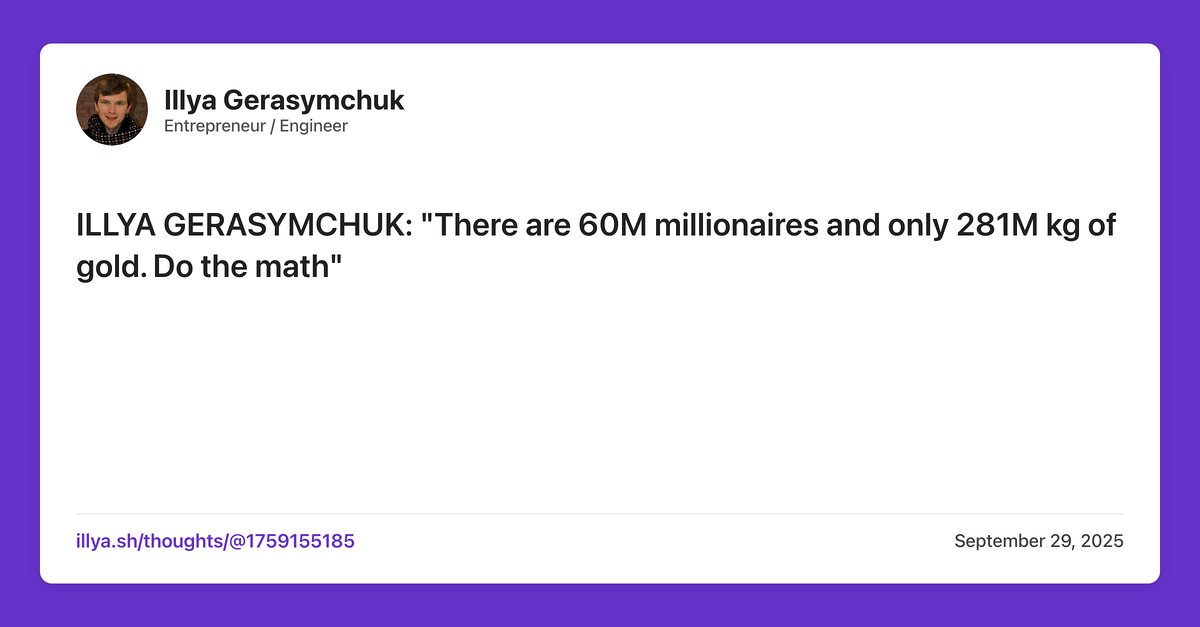 Illya Gerasymchuk
Entrepreneur / Engineer
ILLYA GERASYMCHUK: "There are 60M millionaires and only 281M kg of
gold. Do the math"
illya.sh/thoughts/@1759155185
September 29, 2025